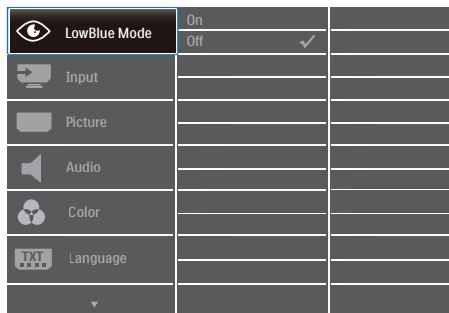 LowBlue Mode
On
Off
Input
Picture
Audio
Color
TXT
Language